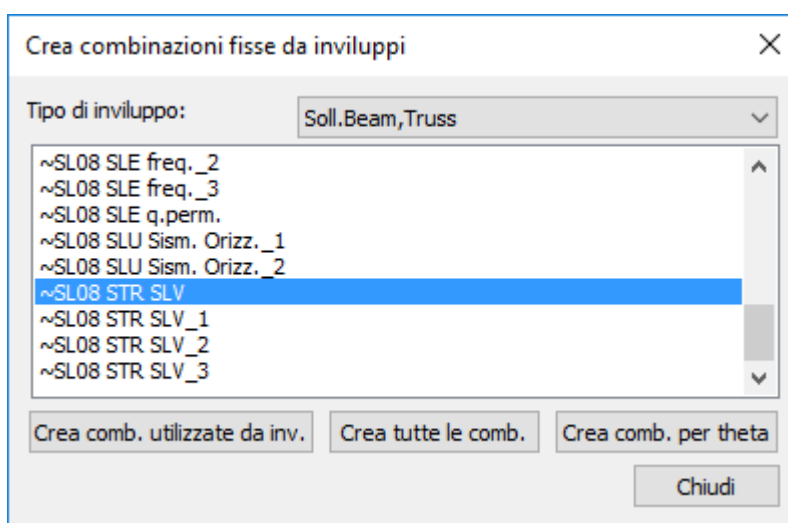 Crea combinazioni fisse da inviluppi
Tipo di inviluppo: Soll.Beam,Truss
~SL08 SLE freq._2
~SL08 SLE freq._3
~SL08 SLE q.perm.
~SL08 SLU Sism. Orizz._1
~SL08 SLU Sism. Orizz._2
~SL08 STR SLV
~SL08 STR SLV_1
~SL08 STR SLV_2
~SL08 STR SLV_3
Crea comb. utilizzate da inv. Crea tutte le comb. Crea comb. per theta
Chiudi